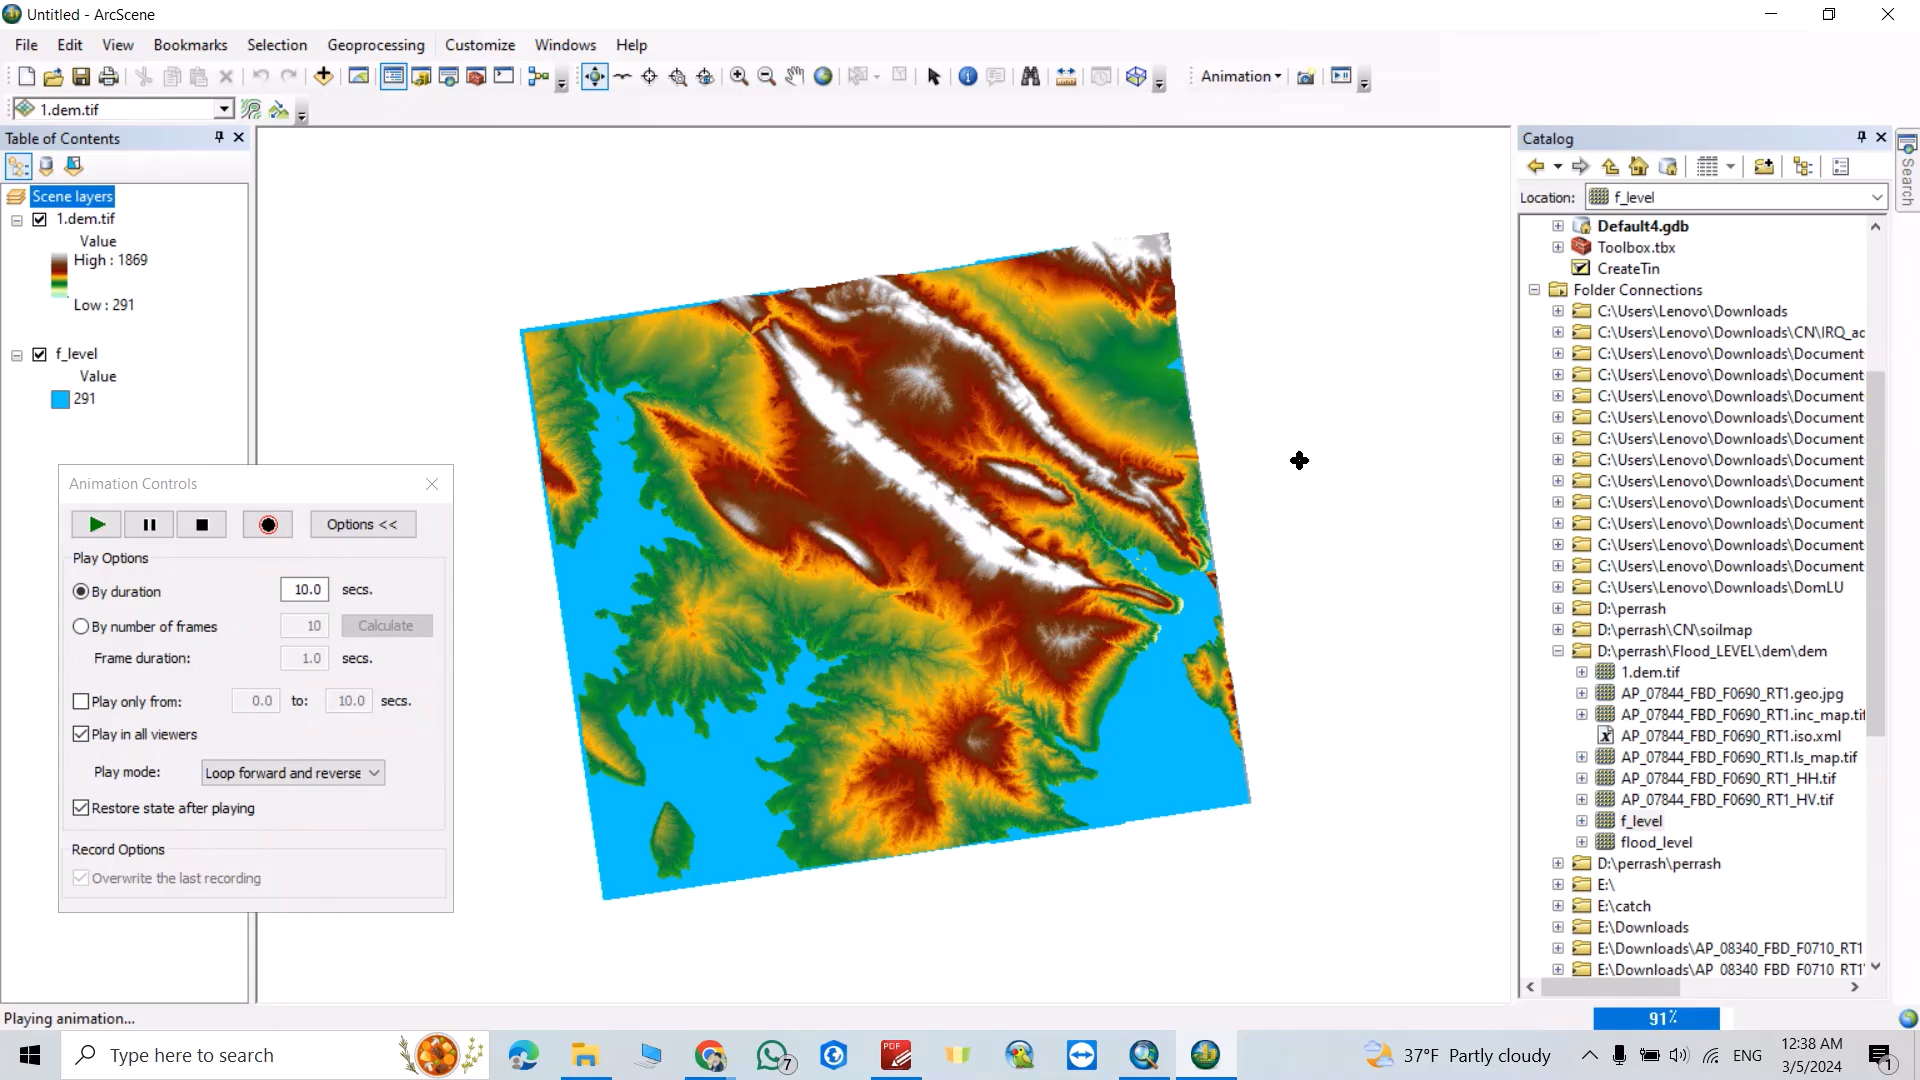 Untitled - ArcScene
File Edit View Bookmarks Selection Geoprocessing Customize Windows Help
Animation
1.dem.tif
Table of Contents
Scene layers
1.dem.tif
Value
High : 1869
Low : 291
f_level
Value
291
Animation Controls
Options <<
Play Options
By duration 10.0 secs.
By number of frames 10 Calculate
Frame duration: 1.0 secs.
Play only from: 0.0 to: 10.0 secs.
Play in all viewers
Play mode: Loop forward and reverse
Restore state after playing
Record Options
Overwrite the last recording
Catalog
Location: f_level
Default4.gdb
Toolbox.tbx
CreateTin
Folder Connections
C:\Users\Lenovo\Downloads
C:\Users\Lenovo\Downloads\CN\IRQ_ac
C:\Users\Lenovo\Downloads\Document
C:\Users\Lenovo\Downloads\Document
C:\Users\Lenovo\Downloads\Document
C:\Users\Lenovo\Downloads\Document
C:\Users\Lenovo\Downloads\Document
C:\Users\Lenovo\Downloads\Document
C:\Users\Lenovo\Downloads\Document
C:\Users\Lenovo\Downloads\Document
C:\Users\Lenovo\Downloads\Document
C:\Users\Lenovo\Downloads\Document
C:\Users\Lenovo\Downloads\Document
C:\Users\Lenovo\Downloads\DomLU
D:\perrash
D:\perrash\CN\soilmap
D:\perrash\Flood_LEVEL\dem\dem
1.dem.tif
AP_07844_FBD_F0690_RT1.geo.jpg
AP_07844_FBD_F0690_RT1.inc_map.tif
AP_07844_FBD_F0690_RT1.iso.xml
AP_07844_FBD_F0690_RT1.ls_map.tif
AP_07844_FBD_F0690_RT1_HH.tif
AP_07844_FBD_F0690_RT1_HV.tif
f_level
flood_level
D:\perrash\perrash
E:\
E:\catch
E:\Downloads
E:\Downloads\AP_08340_FBD_F0710_RT1
E:\Downloads\AP_08340_FBD_F0710_RT1
Search
Playing animation...
91%
Type here to search
7
PDF
37°F Partly cloudy
ENG
12:38 AM
3/5/2024
1